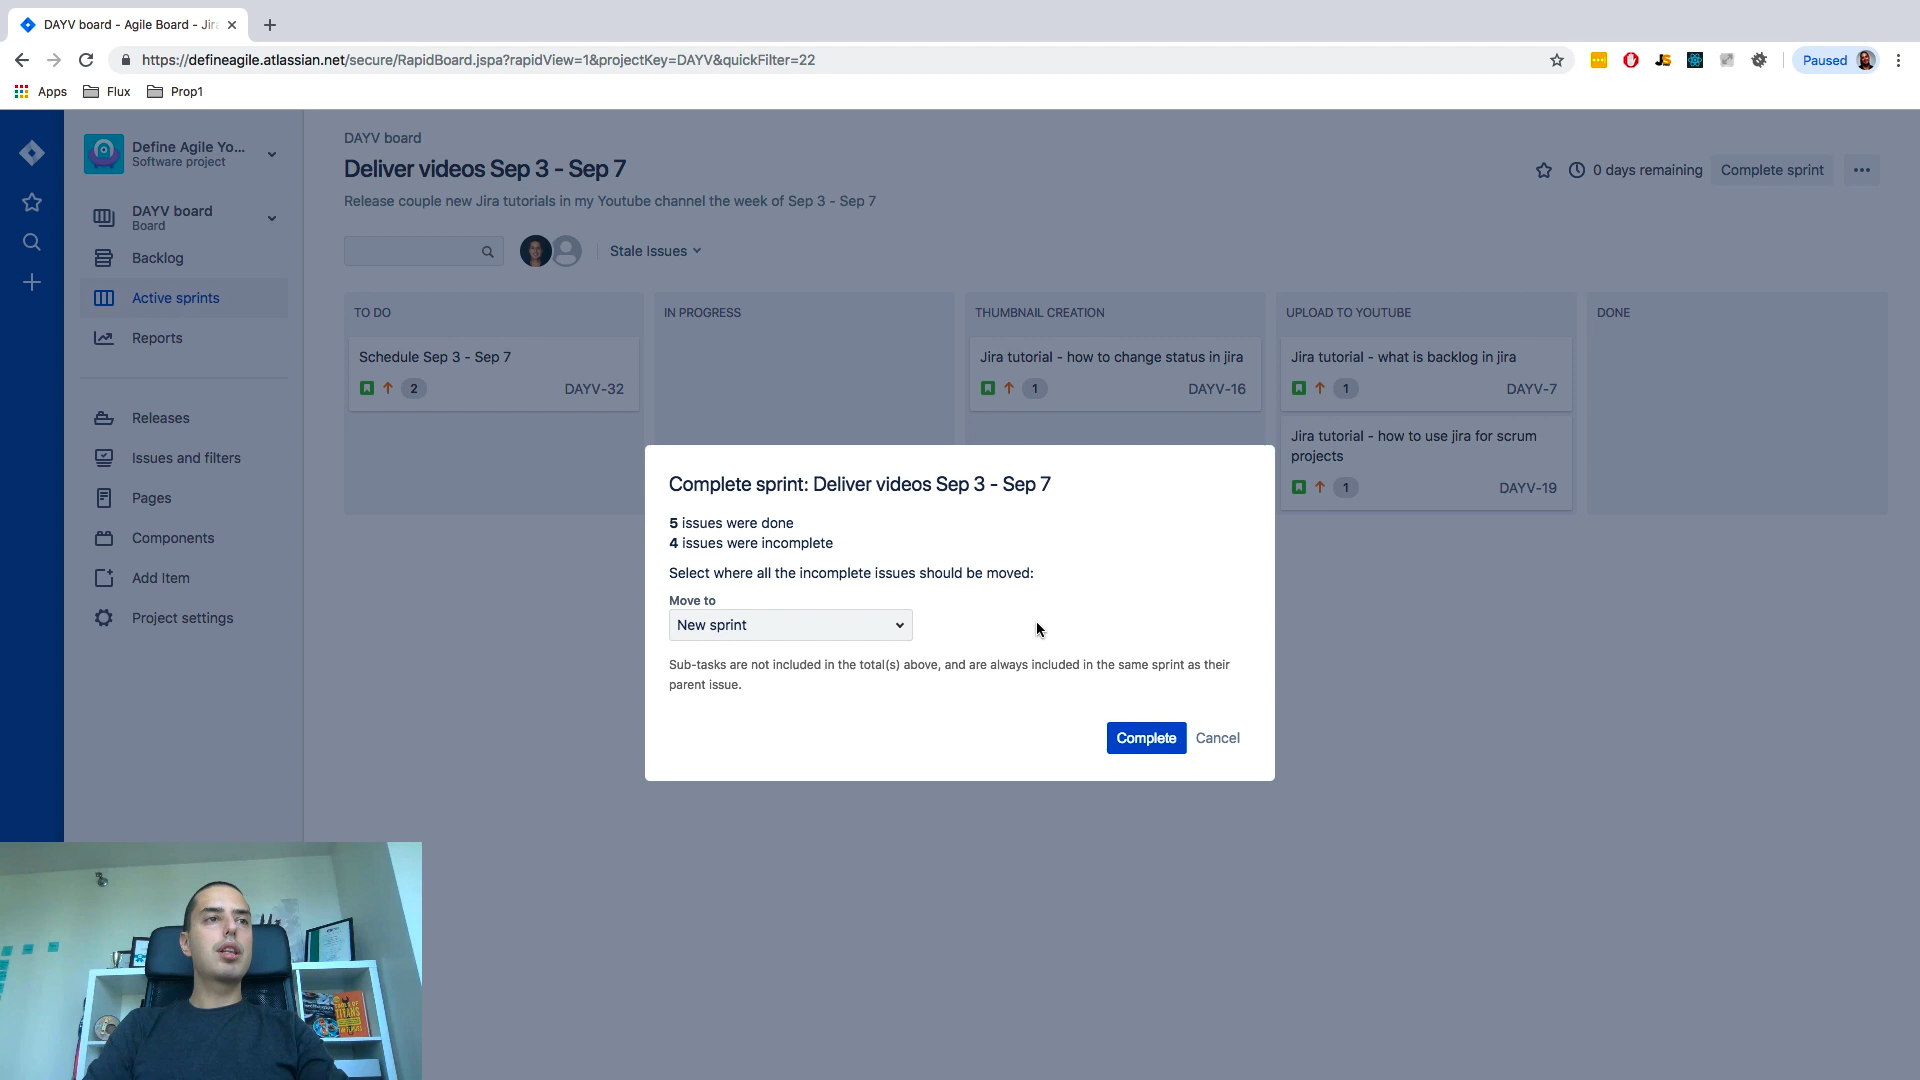 DAYV board - Agile Board - Jir
https://defineagile.atlassian.net/secure/RapidBoard.jspa?rapidView=1&projectKey=DAYV&quickFilter=22
Paused
Apps
Flux
Prop1
Define Agile Yo...
Software project
DAYV board
Board
Backlog
Active sprints
Reports
Releases
Issues and filters
Pages
Components
Add Item
Project settings
DAYV board
Deliver videos Sep 3 - Sep 7
Release couple new Jira tutorials in my Youtube channel the week of Sep 3 - Sep 7
0 days remaining
Complete sprint
Stale Issues
TO DO
IN PROGRESS
THUMBNAIL CREATION
UPLOAD TO YOUTUBE
DONE
Schedule Sep 3 - Sep 7
2 DAYV-32
Jira tutorial - how to change status in jira
1 DAYV-16
Jira tutorial - what is backlog in jira
1 DAYV-7
Jira tutorial - how to use jira for scrum
projects
1 DAYV-19
Complete sprint: Deliver videos Sep 3 - Sep 7
5 issues were done
4 issues were incomplete
Select where all the incomplete issues should be moved:
Move to
New sprint
Sub-tasks are not included in the total(s) above, and are always included in the same sprint as their
parent issue.
Complete
Cancel
TITANS